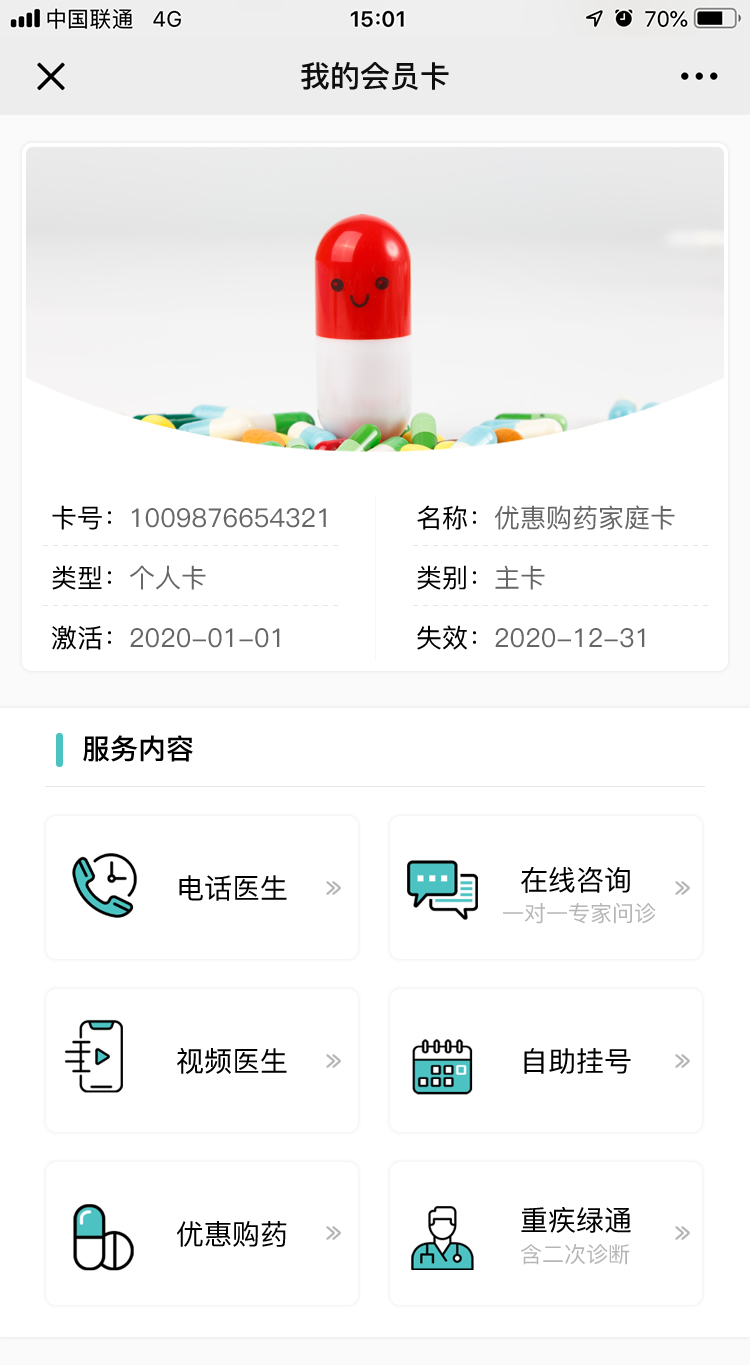 中国联通 4G 15:01 70%
我的会员卡
卡号：1009876654321 名称：优惠购药家庭卡
类型：个人卡 类别：主卡
激活：2020-01-01 失效：2020-12-31
服务内容
电话医生
在线咨询
一对一专家问诊
视频医生
自助挂号
优惠购药
重疾绿通
含二次诊断